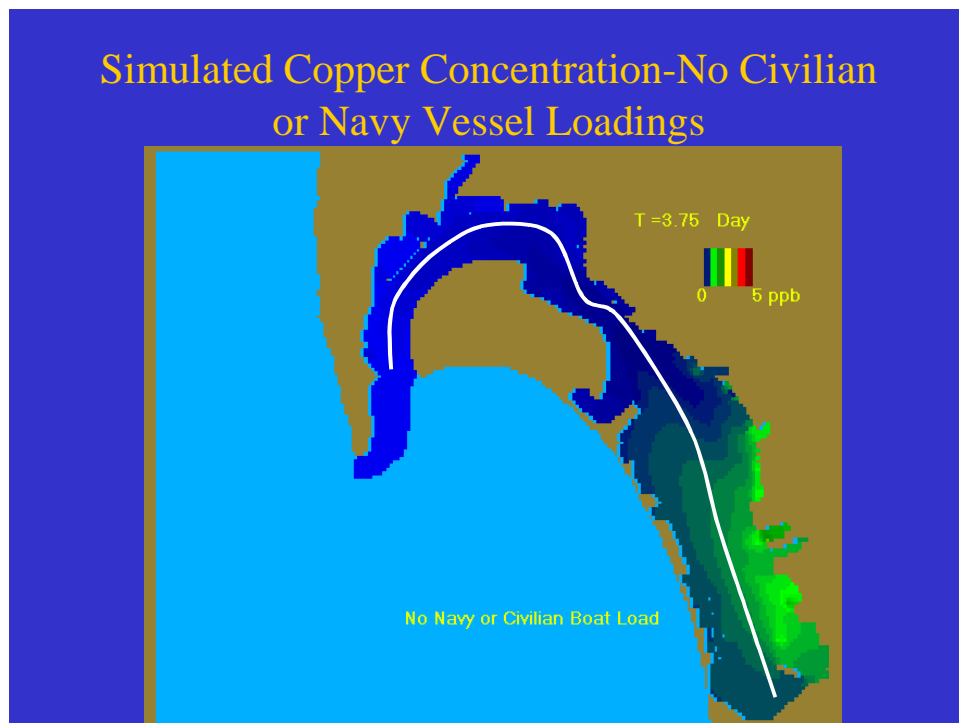 Simulated Copper Concentration-No Civilian
or Navy Vessel Loadings
T =3.75 Day
0 5 ppb
No Navy or Civilian Boat Load